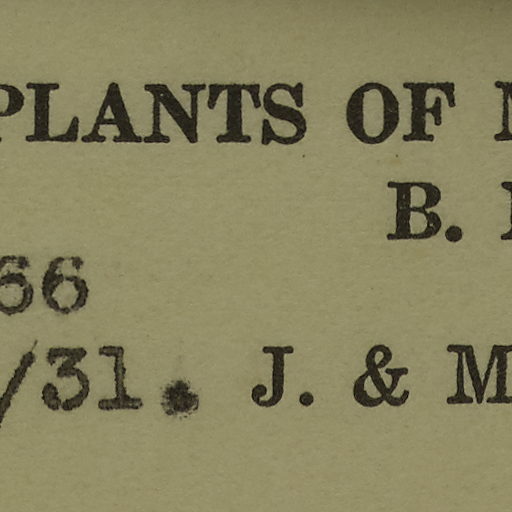 PLANTS OF
B.
66
/31. J. & M